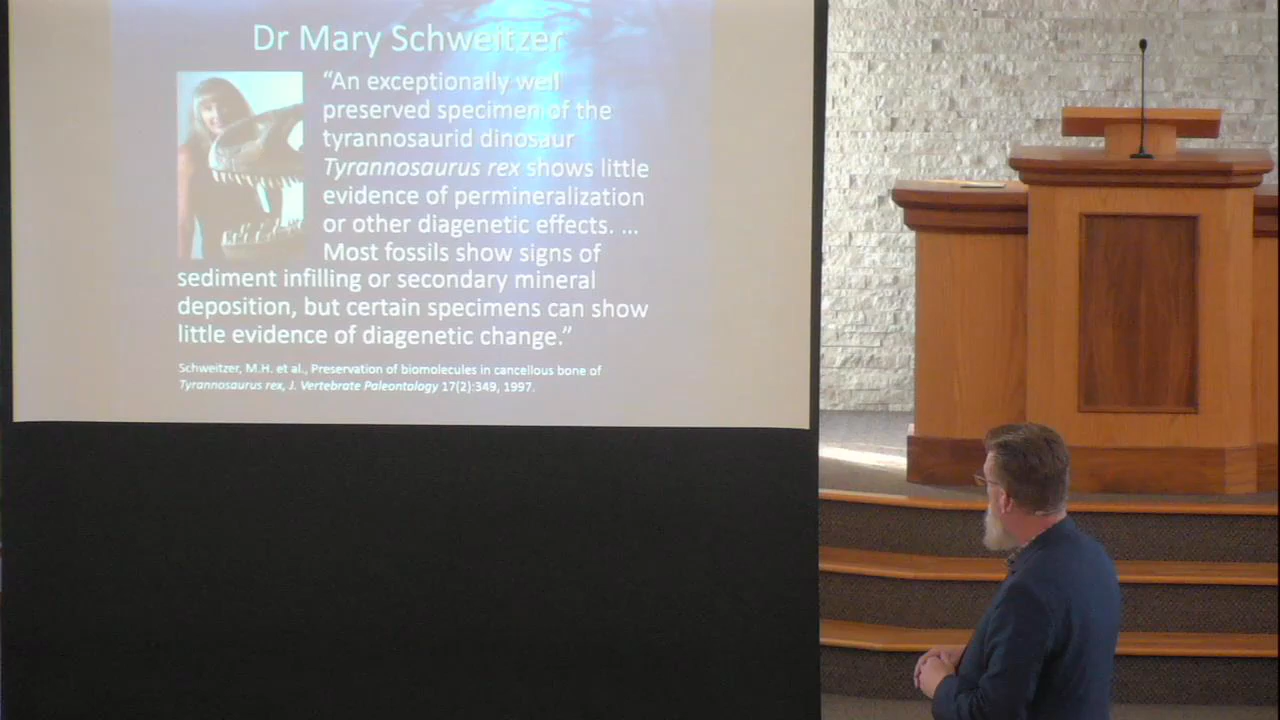 Dr Mary Schweitzer
“An exceptionally well
preserved specimen of the
tyrannosaurid dinosaur
Tyrannosaurus rex shows little
evidence of permineralization
or other diagenetic effects. ...
Most fossils show signs of
sediment infilling or secondary mineral
deposition, but certain specimens can show
little evidence of diagenetic change.”
Schweitzer, M.H. et al., Preservation of biomolecules in cancellous bone of
Tyrannosaurus rex, J. Vertebrate Paleontology 17(2):349, 1997.